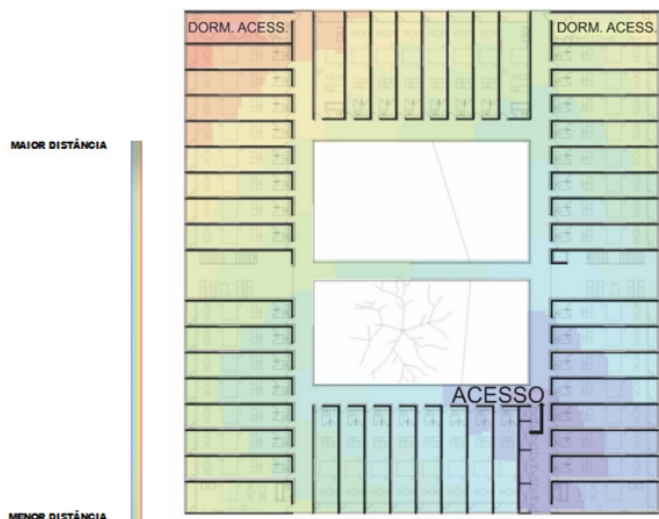 DORM. ACESS.
DORM. ACESS.
MAIOR DISTÂNCIA
ACESSO
MENOR DISTÂNCIA